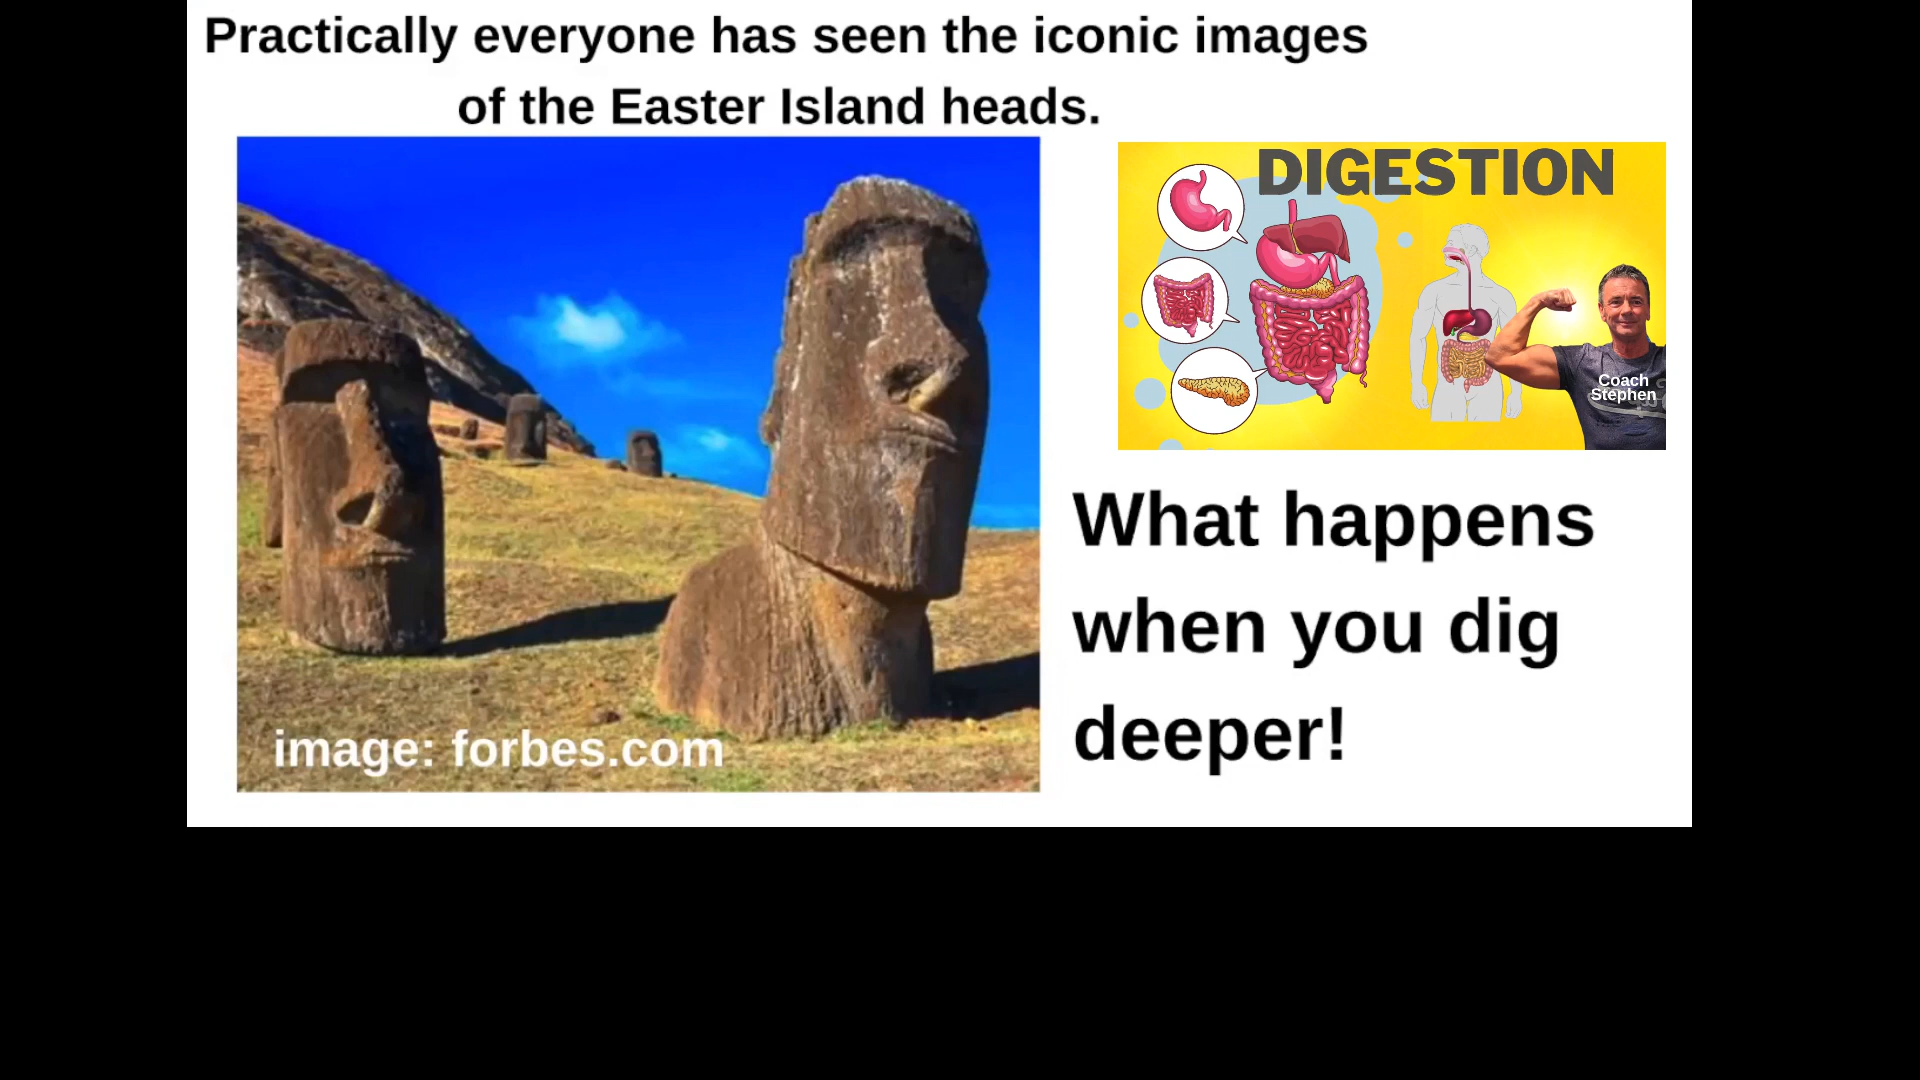 Practically everyone has seen the iconic images
of the Easter Island heads.
DIGESTION
Coach
Stephen
What happens
when you dig
deeper!
image: forbes.com